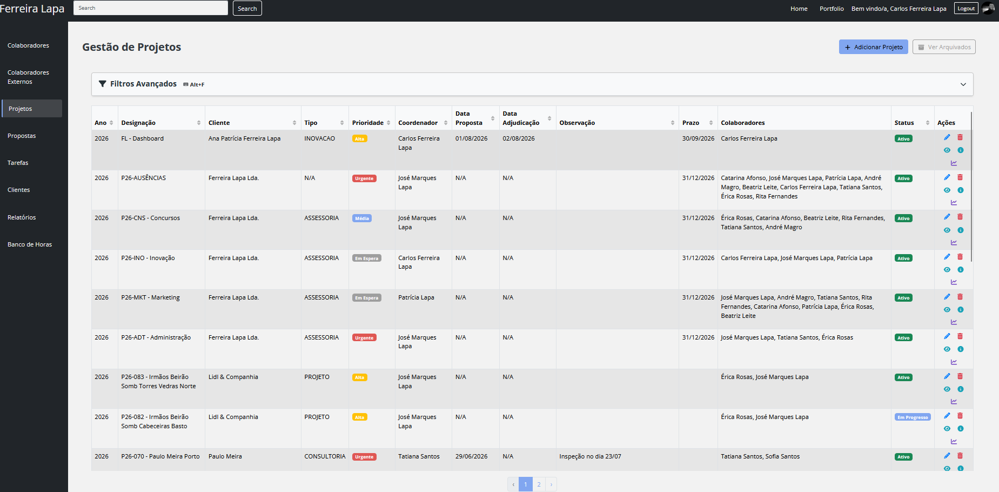 Ferreira Lapa
Search
Search
Home
Portfolio
Bem vindo/a, Carlos Ferreira Lapa
Logout
Colaboradores
Colaboradores
Externos
Projetos
Propostas
Tarefas
Clientes
Relatórios
Banco de Horas
Gestão de Projetos
+ Adicionar Projeto
Ver Arquivados
Filtros Avançados Alt+F
Ano Designação Cliente Tipo Prioridade Coordenador Data Proposta Data Adjudicação Observação Prazo Colaboradores Status Ações
2026 FL - Dashboard Ana Patrícia Ferreira Lapa INOVACAO Alta Carlos Ferreira 01/08/2026 02/08/2026 30/09/2026 Carlos Ferreira Lapa Ativo
Lapa
2026 P26-AUSÊNCIAS Ferreira Lapa Lda. N/A Urgente José Marques N/A N/A 31/12/2026 Catarina Afonso, José Marques Lapa, Patrícia Lapa, André Ativo
Lapa Magro, Beatriz Leite, Carlos Ferreira Lapa, Tatiana Santos,
Érica Rosas, Rita Fernandes
2026 P26-CNS - Concursos Ferreira Lapa Lda. ASSESSORIA Média José Marques N/A N/A 31/12/2026 Érica Rosas, Catarina Afonso, Beatriz Leite, Rita Fernandes, Ativo
Lapa Tatiana Santos, André Magro
2026 P26-INO - Inovação Ferreira Lapa Lda. ASSESSORIA Em Espera Carlos Ferreira N/A N/A 31/12/2026 Carlos Ferreira Lapa, José Marques Lapa, Patrícia Lapa Ativo
Lapa
2026 P26-MKT - Marketing Ferreira Lapa Lda. ASSESSORIA Em Espera Patrícia Lapa N/A N/A 31/12/2026 José Marques Lapa, André Magro, Tatiana Santos, Rita Ativo
Fernandes, Catarina Afonso, Patrícia Lapa, Érica Rosas,
Beatriz Leite
2026 P26-ADT - Administração Ferreira Lapa Lda. ASSESSORIA Urgente José Marques N/A N/A 31/12/2026 José Marques Lapa, Tatiana Santos, Érica Rosas Ativo
Lapa
2026 P26-083 - Irmãos Beirão Lidl & Companhia PROJETO Alta José Marques N/A N/A Érica Rosas, José Marques Lapa Ativo
Somb Torres Vedras Norte Lapa
2026 P26-082 - Irmãos Beirão Lidl & Companhia PROJETO Alta José Marques N/A N/A Érica Rosas, José Marques Lapa Em Progresso
Somb Cabeceiras Basto Lapa
2026 P26-070 - Paulo Meira Porto Paulo Meira CONSULTORIA Urgente Tatiana Santos 29/06/2026 N/A Inspeção no dia 23/07 Tatiana Santos, Sofia Santos Ativo
‹ 1 2 ›